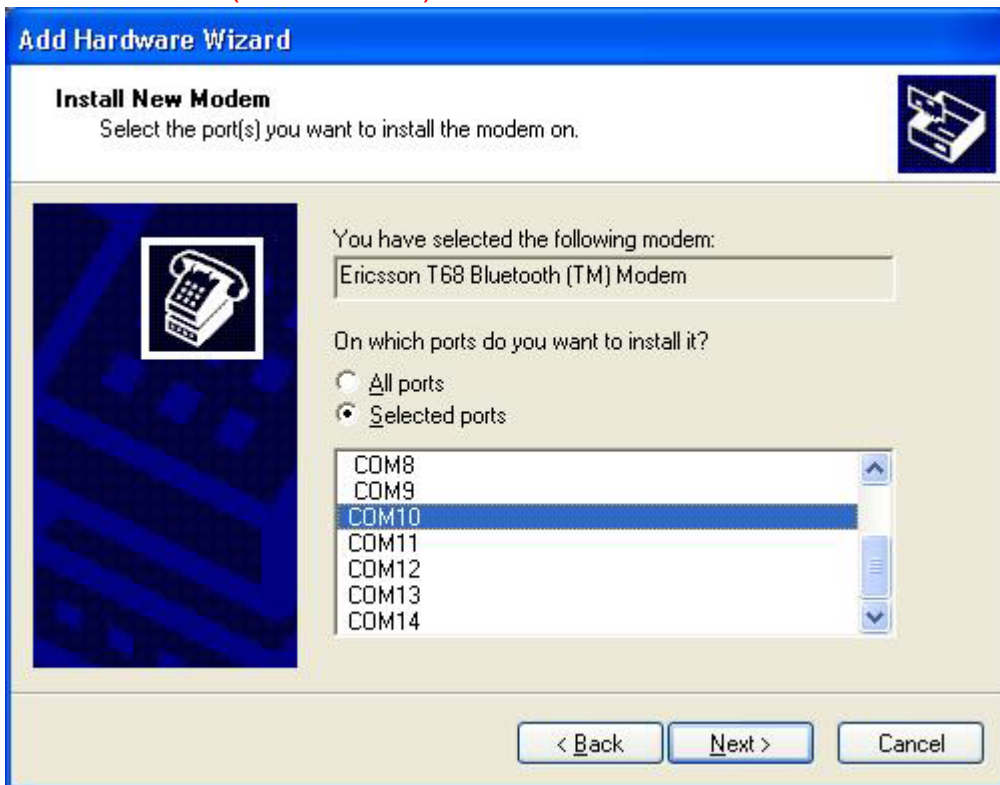 Add Hardware Wizard
Install New Modem
Select the port(s) you want to install the modem on.
You have selected the following modem:
Ericsson T68 Bluetooth (TM) Modem
On which ports do you want to install it?
All ports
Selected ports
COM8
COM9
COM10
COM11
COM12
COM13
COM14
< Back
Next >
Cancel